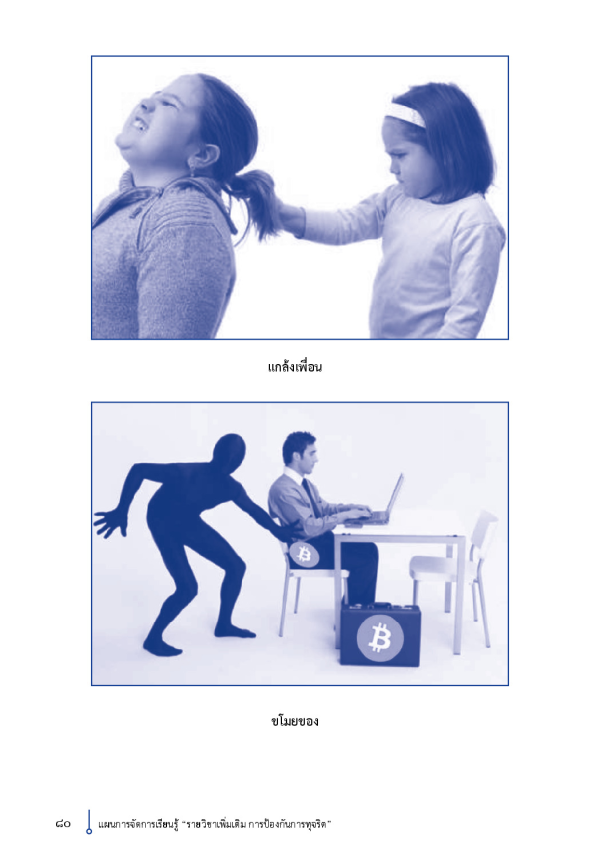 แกล้งเพื่อน
ขโมยของ
๘๐ แผนการจัดการเรียนรู้ “รายวิชาเพิ่มเติม การป้องกันการทุจริต”